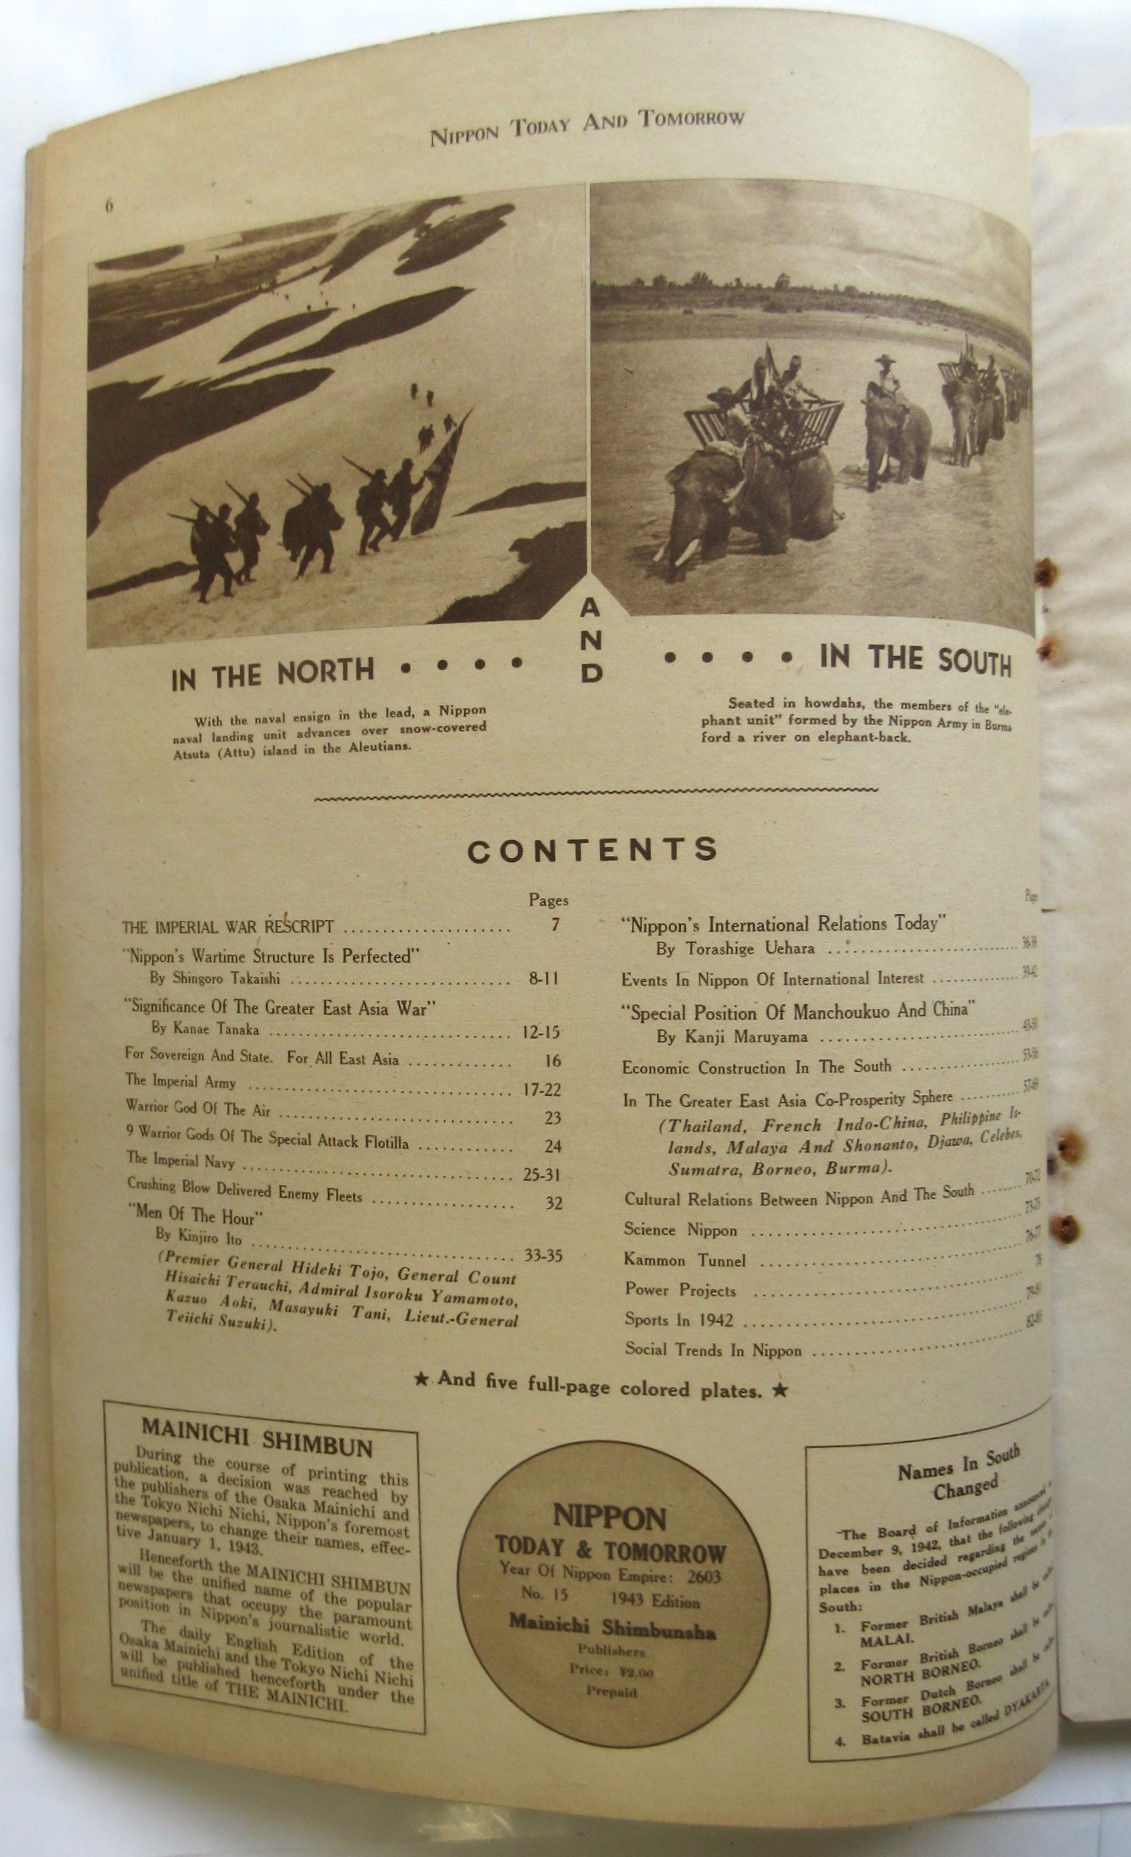 NIPPON TODAY AND TOMORROW
6
IN THE NORTH • • • •
AND
• • • • IN THE SOUTH
With the naval ensign in the lead, a Nippon
naval landing unit advances over snow-covered
Atsuta (Attu) island in the Aleutians.
Seated in howdahs, the members of the "ele-
phant unit" formed by the Nippon Army in Burma
ford a river on elephant-back.
CONTENTS
Pages
THE IMPERIAL WAR RESCRIPT ..................... 7
"Nippon's Wartime Structure Is Perfected"
By Shingoro Takaishi ........................... 8-11
"Significance Of The Greater East Asia War"
By Kanae Tanaka .............................. 12-15
For Sovereign And State. For All East Asia ............. 16
The Imperial Army ................................ 17-22
Warrior God Of The Air ............................ 23
9 Warrior Gods Of The Special Attack Flotilla ............ 24
The Imperial Navy ................................ 25-31
Crushing Blow Delivered Enemy Fleets .................. 32
"Men Of The Hour"
By Kinjiro Ito ................................ 33-35
(Premier General Hideki Tojo, General Count
Hisaichi Terauchi, Admiral Isoroku Yamamoto,
Kazuo Aoki, Masayuki Tani, Lieut.-General
Teiichi Suzuki).
Pages
"Nippon's International Relations Today"
By Torashige Uehara ........................
Events In Nippon Of International Interest ............
"Special Position Of Manchoukuo And China"
By Kanji Maruyama ........................
Economic Construction In The South ................
In The Greater East Asia Co-Prosperity Sphere ..........
(Thailand, French Indo-China, Philippine Is-
lands, Malaya And Shonanto, Djawa, Celebes,
Sumatra, Borneo, Burma).
Cultural Relations Between Nippon And The South .......
Science Nippon ..................................
Kammon Tunnel ..................................
Power Projects ..................................
Sports In 1942 ..................................
Social Trends In Nippon ..........................
★ And five full-page colored plates. ★
MAINICHI SHIMBUN
During the course of printing this
publication, a decision was reached by
the publishers of the Osaka Mainichi and
the Tokyo Nichi Nichi, Nippon's foremost
newspapers, to change their names, effec-
tive January 1, 1943.
Henceforth the MAINICHI SHIMBUN
will be the unified name of the popular
newspapers that occupy the paramount
position in Nippon's journalistic world.
The daily English Edition of the
Osaka Mainichi and the Tokyo Nichi Nichi
will be published henceforth under the
unified title of THE MAINICHI.
NIPPON
TODAY & TOMORROW
Year Of Nippon Empire: 2603
No. 15 1943 Edition
Mainichi Shimbunsha
Publishers
Price: ¥2.00
Prepaid
Names In South
Changed
The Board of Information announced
December 9, 1942, that the following
have been decided regarding the names
places in the Nippon-occupied regions
South:
1. Former British Malaya shall be
MALAI.
2. Former British Borneo shall be
NORTH BORNEO.
3. Former Dutch Borneo shall be
SOUTH BORNEO.
4. Batavia shall be called DYAKARTA